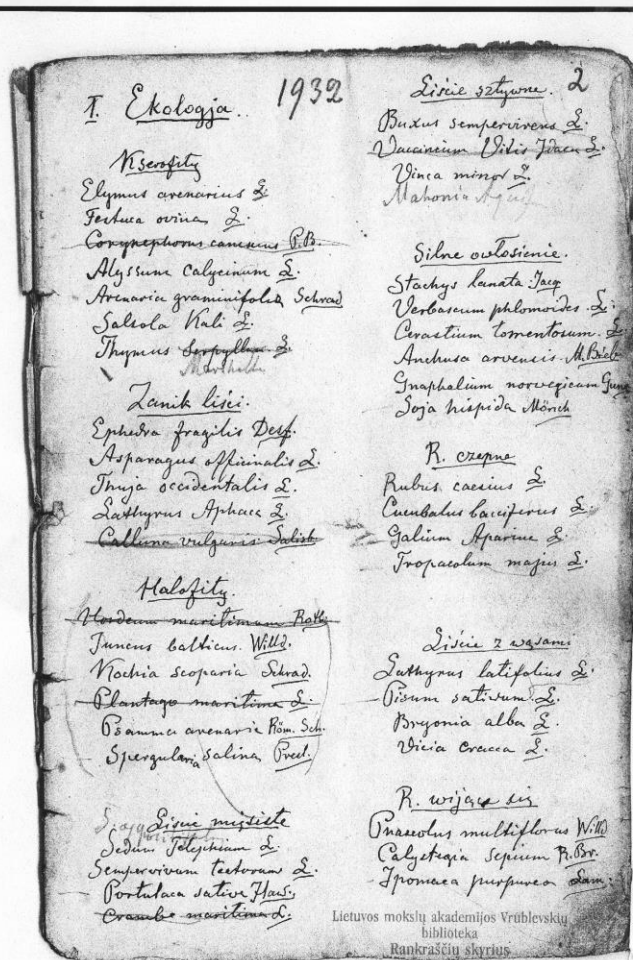 I. Ekologja.
1932
Kserofity
Elymus arenarius L.
Festuca ovina L.
Corynephorus canescens P.B.
Alyssum calycinum L.
Arenaria graminifolia Schrad
Salsola Kali L.
Thymus Serpyllum L.
Zanik liści.
Ephedra fragilis Desf.
Asparagus officinalis L.
Thuja occidentalis L.
Lathyrus Aphaca L.
Calluna vulgaris Salisb
Halofity.
Hordeum maritimum Roth
Juncus balticus. Willd.
Kochia scoparia Schrad.
Plantago maritima L.
Psamma arenaria Röm. Sch.
Spergularia salina Presl.
Liście mięsiste
Sedum Telephium L.
Sempervivum tectorum L.
Portulaca sativa Haw.
Crambe maritima L.
2
Liście sztywne.
Buxus sempervirens L.
Vaccinium Vitis Idaea L.
Vinca minor L.
Mahonia
Silne owłosienie.
Stachys lanata Jacq
Verbascum phlomoides. L.
Cerastium tomentosum. L
Anchusa arvensis. M. Bieb
Gnaphalium norvegicum Gunn
Soja hispida Mönch
R. czepne
Rubus caesius L.
Cucubalus bacciferus L.
Galium Aparine L.
Tropaeolum majus L.
Liście z wąsami
Lathyrus latifolius L.
Pisum sativum L.
Bryonia alba L.
Vicia cracca L.
R. wijące się
Phaseolus multiflorus Willd
Calystegia sepium R. Br.
Ipomaea purpurea Lam.
Lietuvos mokslų akademijos Vrublevskių
biblioteka
Rankraščių skyrius